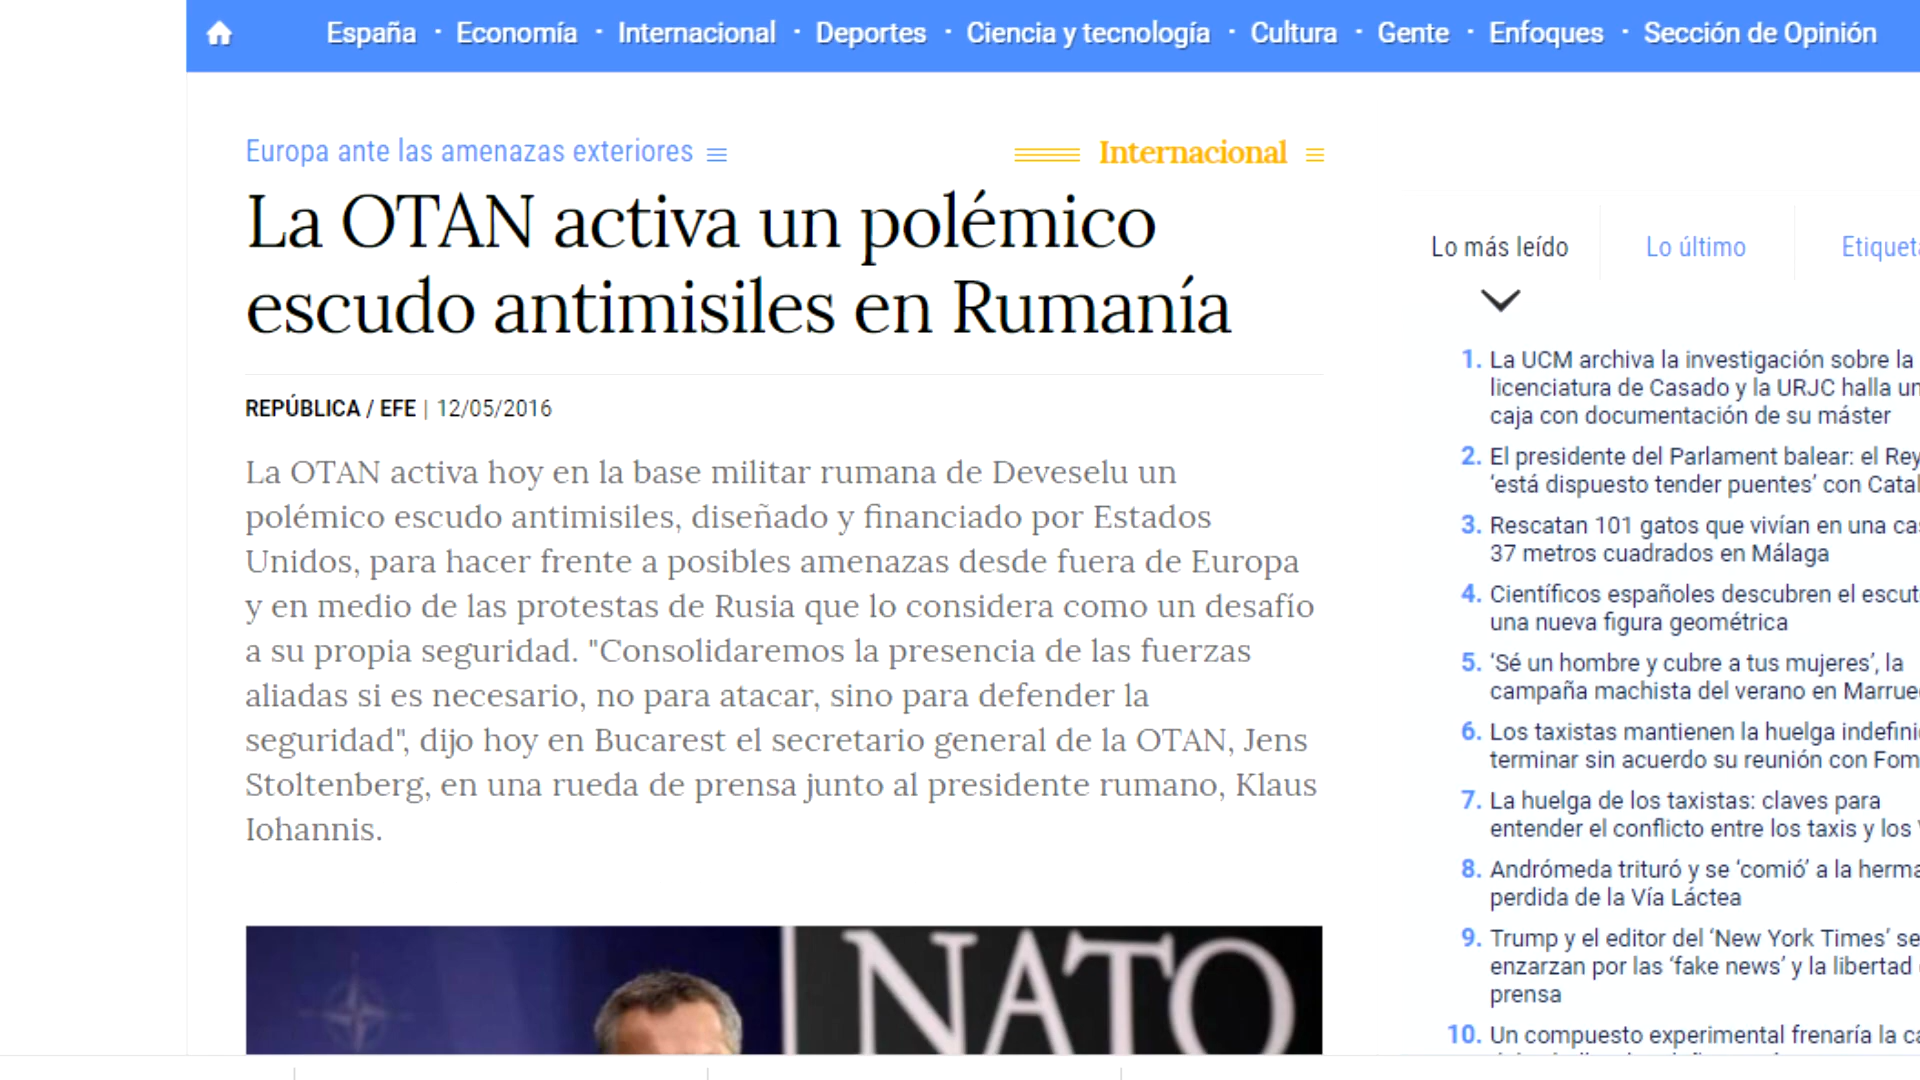 España · Economía · Internacional · Deportes · Ciencia y tecnología · Cultura · Gente · Enfoques · Sección de Opinión
Europa ante las amenazas exteriores
Internacional
La OTAN activa un polémico
escudo antimisiles en Rumanía
REPÚBLICA / EFE | 12/05/2016
La OTAN activa hoy en la base militar rumana de Deveselu un
polémico escudo antimisiles, diseñado y financiado por Estados
Unidos, para hacer frente a posibles amenazas desde fuera de Europa
y en medio de las protestas de Rusia que lo considera como un desafío
a su propia seguridad. "Consolidaremos la presencia de las fuerzas
aliadas si es necesario, no para atacar, sino para defender la
seguridad", dijo hoy en Bucarest el secretario general de la OTAN, Jens
Stoltenberg, en una rueda de prensa junto al presidente rumano, Klaus
Iohannis.
NATO
Lo más leído
Lo último
1. La UCM archiva la investigación sobre la
licenciatura de Casado y la URJC halla
caja con documentación de su máster
2. El presidente del Parlament balear: el Rey
‘está dispuesto tender puentes’ con
3. Rescatan 101 gatos que vivían en una
37 metros cuadrados en Málaga
4. Científicos españoles descubren el
una nueva figura geométrica
5. ‘Sé un hombre y cubre a tus mujeres’, la
campaña machista del verano en
6. Los taxistas mantienen la huelga
terminar sin acuerdo su reunión con
7. La huelga de los taxistas: claves para
entender el conflicto entre los taxis y los
8. Andrómeda trituró y se ‘comió’ a la
perdida de la Vía Láctea
9. Trump y el editor del ‘New York Times’ se
enzarzan por las ‘fake news’ y la libertad
prensa
10. Un compuesto experimental frenaría la